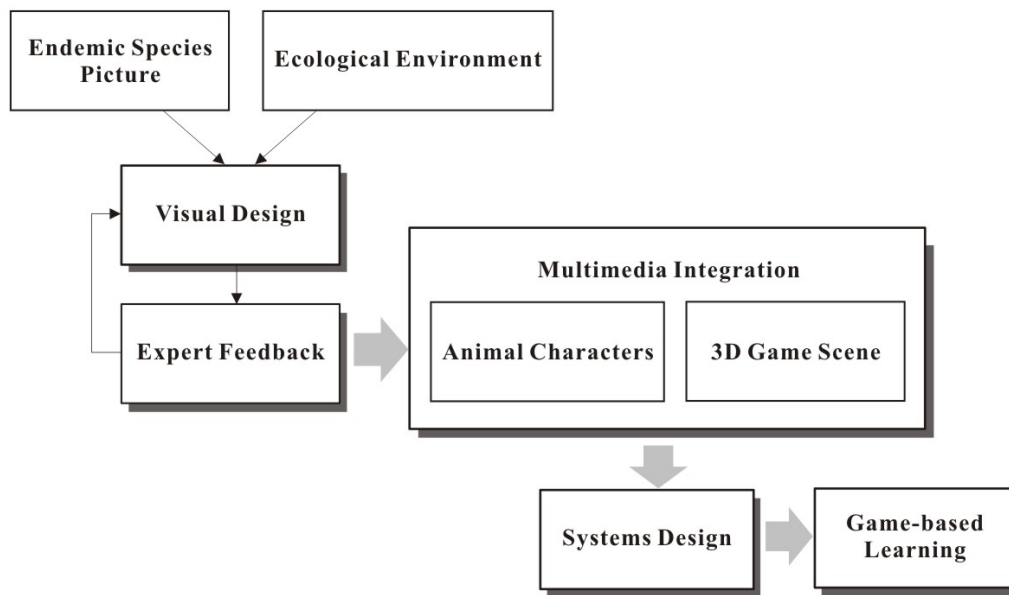 Endemic Species
Picture
Ecological Environment
Visual Design
Expert Feedback
Multimedia Integration
Animal Characters
3D Game Scene
Systems Design
Game-based
Learning